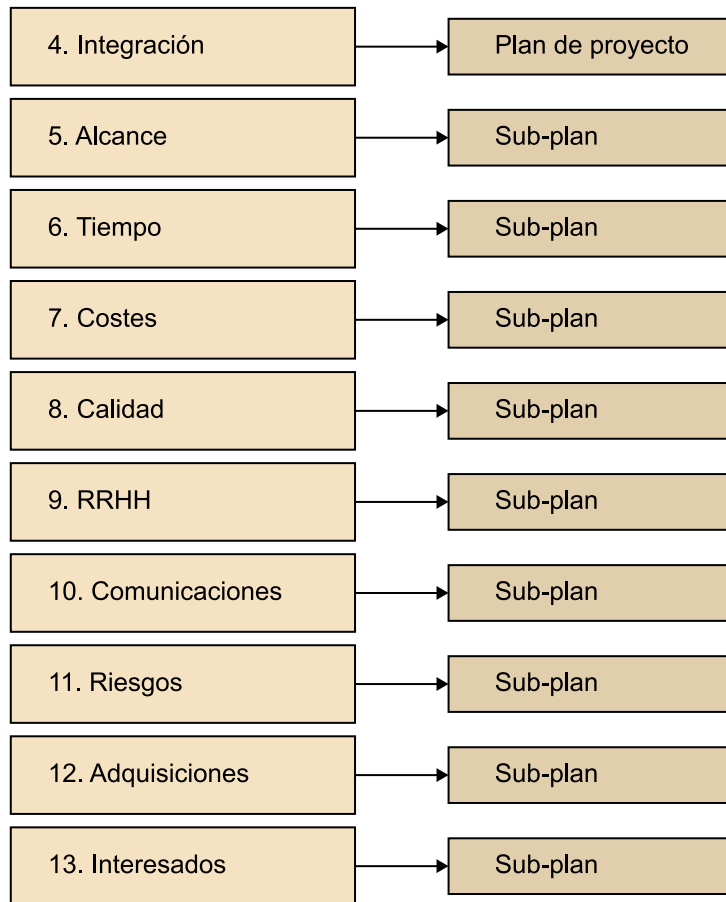 4. Integración
Plan de proyecto
5. Alcance
Sub-plan
6. Tiempo
Sub-plan
7. Costes
Sub-plan
8. Calidad
Sub-plan
9. RRHH
Sub-plan
10. Comunicaciones
Sub-plan
11. Riesgos
Sub-plan
12. Adquisiciones
Sub-plan
13. Interesados
Sub-plan